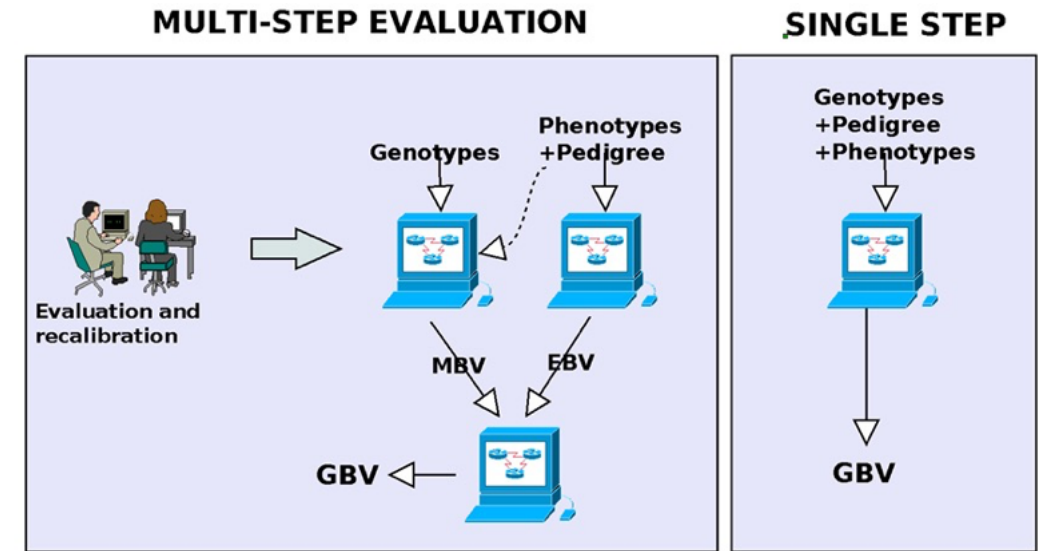 MULTI-STEP EVALUATION
SINGLE STEP
Genotypes
Phenotypes
+Pedigree
Evaluation and
recalibration
MBV
EBV
GBV
Genotypes
+Pedigree
+Phenotypes
GBV